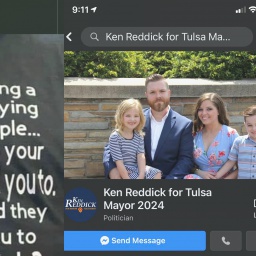 ng a
ying
ple...
your
you to.
d they
u to
9:11
Ken Reddick for Tulsa Ma...
KEN
REDDICK
Ken Reddick for Tulsa
Mayor 2024
Politician
Send Message